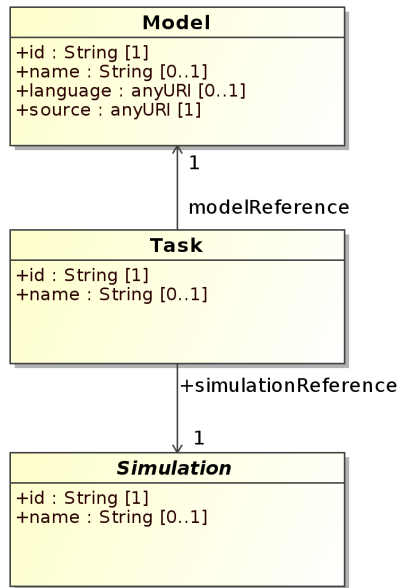 Model
+id : String [1]
+name : String [0..1]
+language : anyURI [0..1]
+source : anyURI [1]
1
modelReference
Task
+id : String [1]
+name : String [0..1]
+simulationReference
1
Simulation
+id : String [1]
+name : String [0..1]